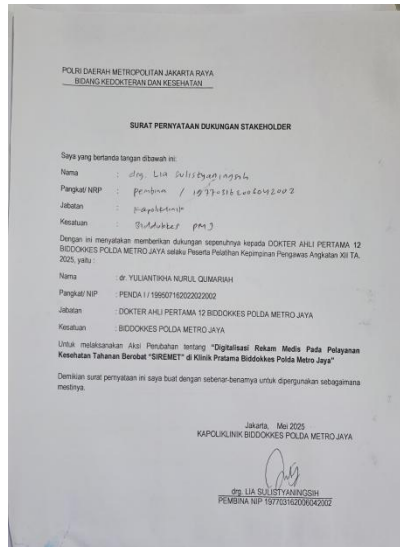 POLRI DAERAH METROPOLITAN JAKARTA RAYA
BIDANG KEDOKTERAN DAN KESEHATAN
SURAT PERNYATAAN DUKUNGAN STAKEHOLDER
Saya yang bertanda tangan dibawah ini:
Nama : drg. Lia Sulistyaningsih
Pangkat/ NRP : Pembina / 197703162006042002
Jabatan : Kapoliklinik
Kesatuan : Biddokkes PMJ
Dengan ini menyatakan memberikan dukungan sepenuhnya kepada DOKTER AHLI PERTAMA 12
BIDDOKKES POLDA METRO JAYA selaku Peserta Pelatihan Kepimpinan Pengawas Angkatan XII TA.
2025, yaitu :
Nama : dr. YULIANTIKHA NURUL QUMARIAH
Pangkat/ NIP : PENDA I / 199507162022022002
Jabatan : DOKTER AHLI PERTAMA 12 BIDDOKKES POLDA METRO JAYA
Kesatuan : BIDDOKKES POLDA METRO JAYA
Untuk melaksanakan Aksi Perubahan tentang "Digitalisasi Rekam Medis Pada Pelayanan
Kesehatan Tahanan Berobat "SIREMET" di Klinik Pratama Biddokkes Polda Metro Jaya"
Demikian surat pernyataan ini saya buat dengan sebenar-benarnya untuk dipergunakan sebagaimana
mestinya.
Jakarta, Mei 2025
KAPOLIKLINIK BIDDOKKES POLDA METRO JAYA
drg. LIA SULISTYANINGSIH
PEMBINA NIP 197703162006042002